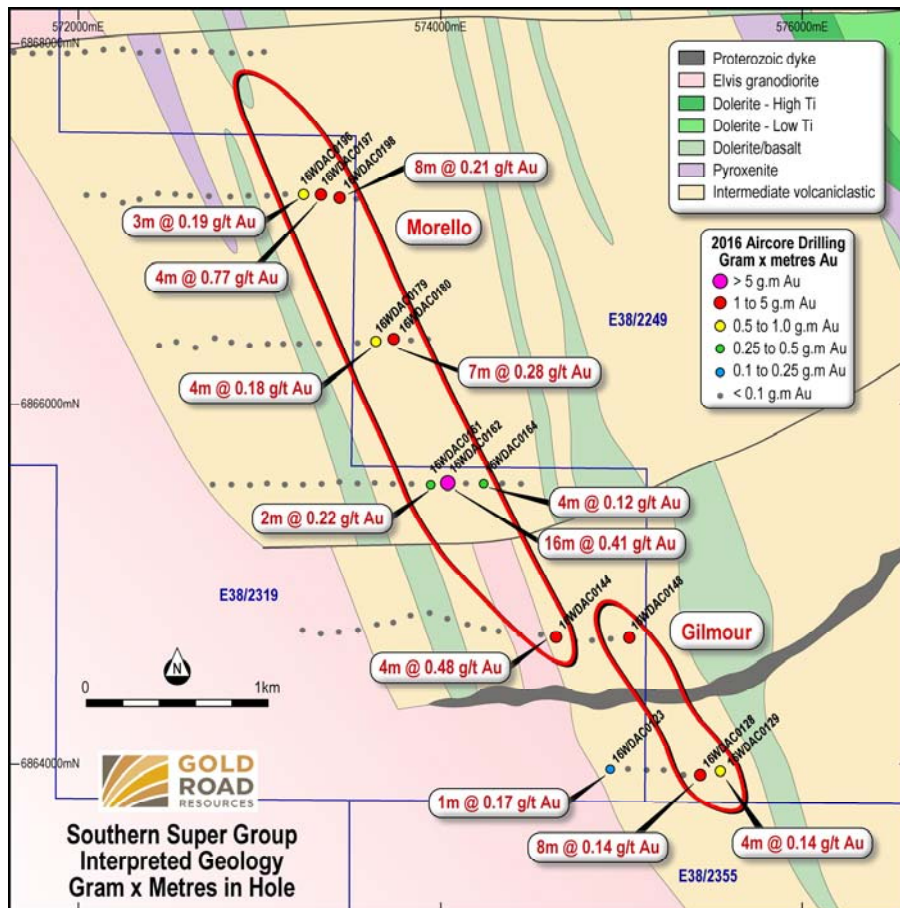 572000mE
574000mE
576000mE
6868000mN
Proterozoic dyke
Elvis granodiorite
Dolerite - High Ti
Dolerite - Low Ti
Dolerite/basalt
Pyroxenite
Intermediate volcaniclastic
16WDAC0196
16WDAC0197
16WDAC0198
8m @ 0.21 g/t Au
3m @ 0.19 g/t Au
4m @ 0.77 g/t Au
Morello
2016 Aircore Drilling
Gram x metres Au
> 5 g.m Au
1 to 5 g.m Au
0.5 to 1.0 g.m Au
0.25 to 0.5 g.m Au
0.1 to 0.25 g.m Au
< 0.1 g.m Au
16WDAC0179
16WDAC0180
E38/2249
4m @ 0.18 g/t Au
7m @ 0.28 g/t Au
6866000mN
16WDAC0161
16WDAC0162
16WDAC0164
2m @ 0.22 g/t Au
4m @ 0.12 g/t Au
16m @ 0.41 g/t Au
E38/2319
16WDAC0144
16WDAC0148
Gilmour
4m @ 0.48 g/t Au
N
0
1km
6864000mN
16WDAC0123
16WDAC0128
16WDAC0129
1m @ 0.17 g/t Au
8m @ 0.14 g/t Au
4m @ 0.14 g/t Au
E38/2355
GOLD
ROAD
RESOURCES
Southern Super Group
Interpreted Geology
Gram x Metres in Hole